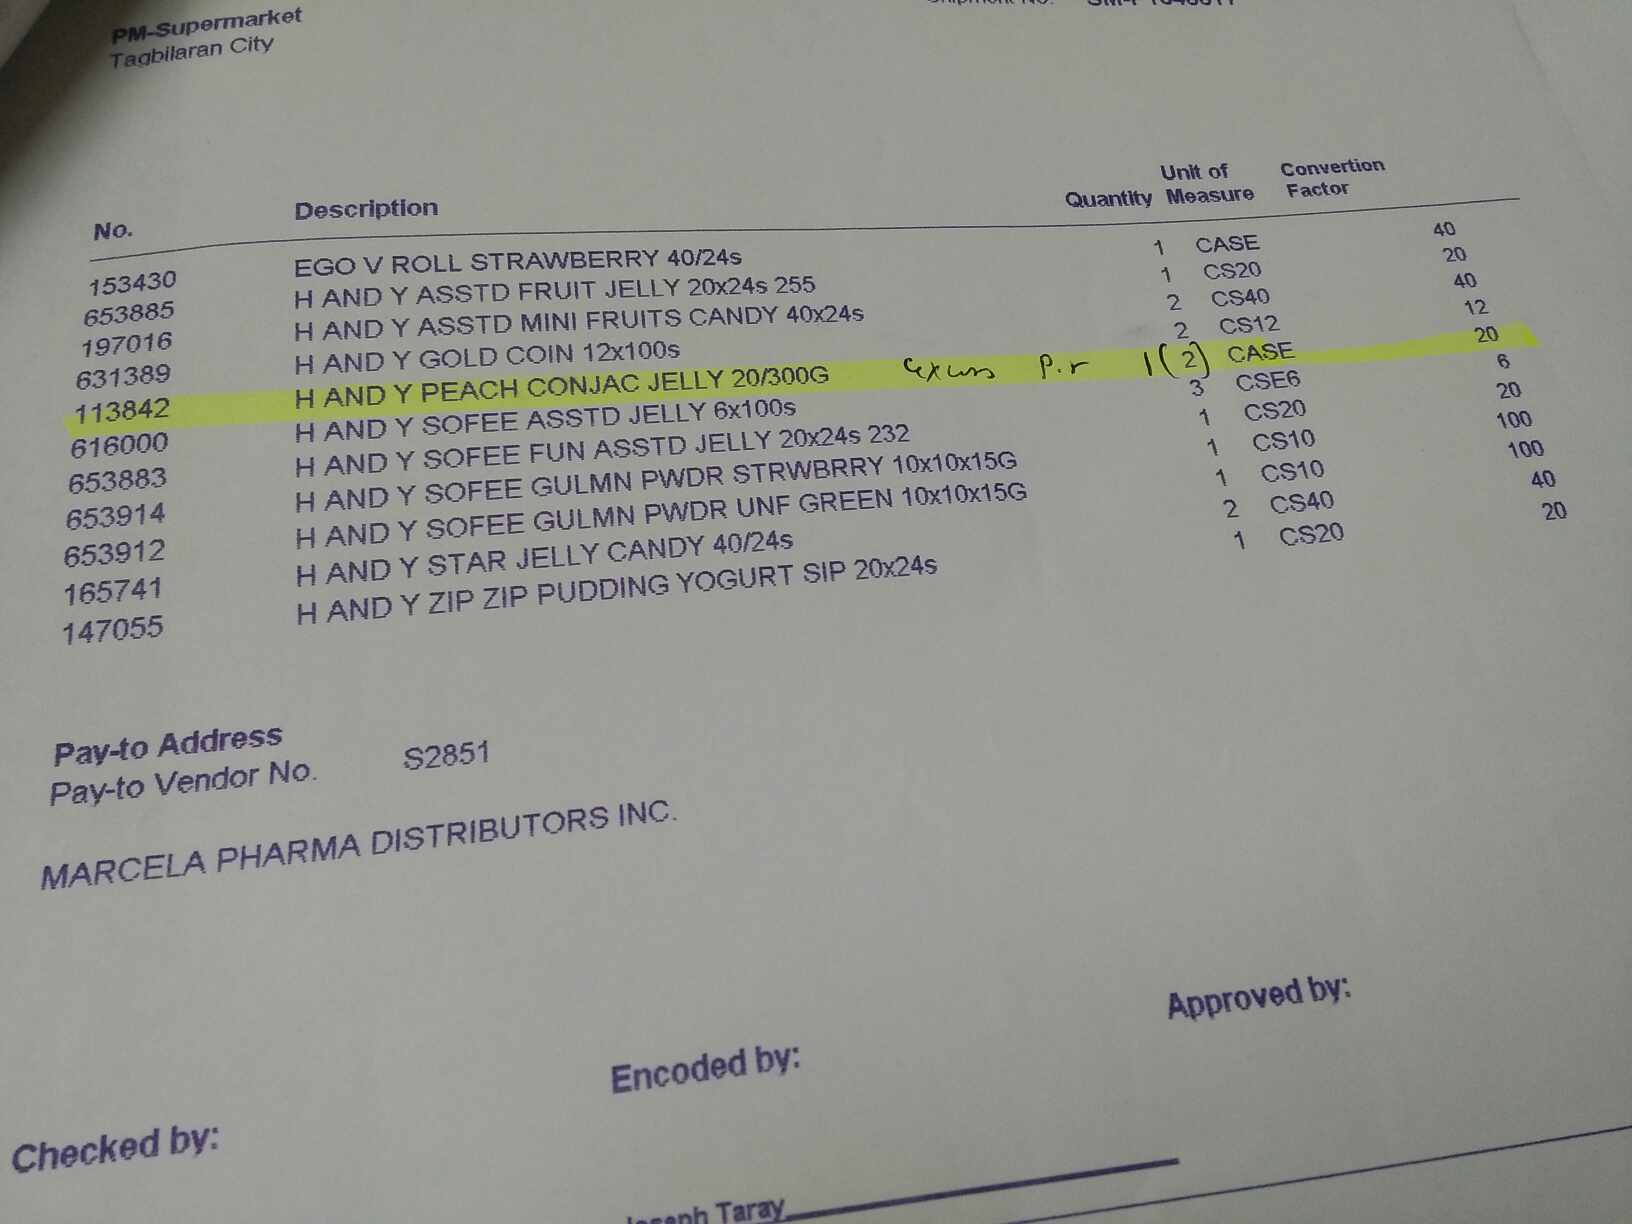 PM-Supermarket
Tagbilaran City
No. Description Quantity Unit of Measure Convertion Factor
153430 EGO V ROLL STRAWBERRY 40/24s 1 CASE 40
653885 H AND Y ASSTD FRUIT JELLY 20x24s 255 1 CS20 20
197016 H AND Y ASSTD MINI FRUITS CANDY 40x24s 2 CS40 40
631389 H AND Y GOLD COIN 12x100s 2 CS12 12
113842 H AND Y PEACH CONJAC JELLY 20/300G P.r 1 (2) CASE 20
616000 H AND Y SOFEE ASSTD JELLY 6x100s 3 CSE6 6
653883 H AND Y SOFEE FUN ASSTD JELLY 20x24s 232 1 CS20 20
653914 H AND Y SOFEE GULMN PWDR STRWBRRY 10x10x15G 1 CS10 100
653912 H AND Y SOFEE GULMN PWDR UNF GREEN 10x10x15G 1 CS10 100
165741 H AND Y STAR JELLY CANDY 40/24s 2 CS40 40
147055 H AND Y ZIP ZIP PUDDING YOGURT SIP 20x24s 1 CS20 20
Pay-to Address
Pay-to Vendor No. S2851
MARCELA PHARMA DISTRIBUTORS INC.
Approved by:
Encoded by:
Checked by:
Taray